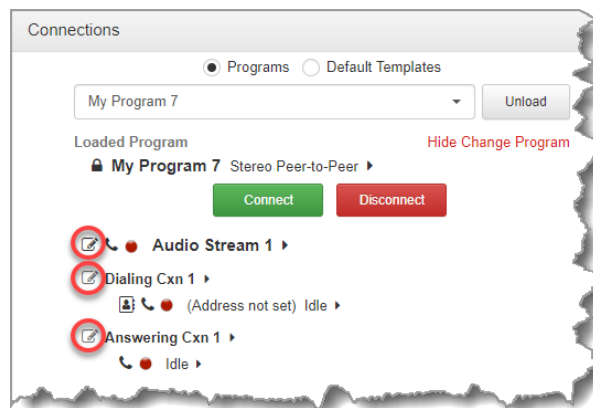 Connections
Programs Default Templates
My Program 7 Unload
Loaded Program Hide Change Program
My Program 7 Stereo Peer-to-Peer
Connect Disconnect
Audio Stream 1
Dialing Cxn 1
(Address not set) Idle
Answering Cxn 1
Idle